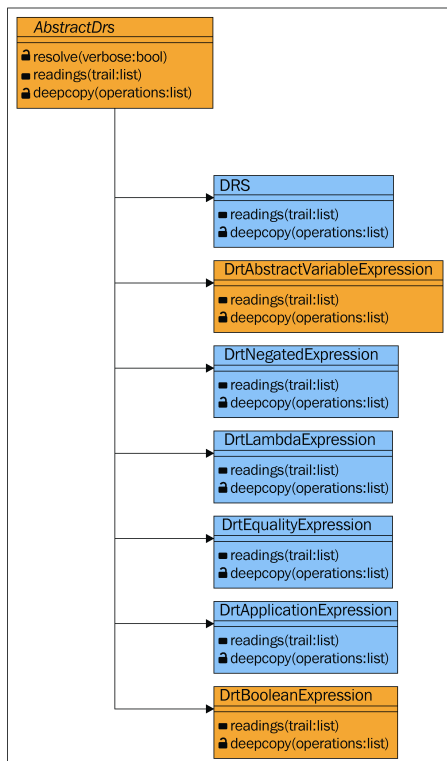 AbstractDrs
resolve(verbose:bool)
readings(trail:list)
deepcopy(operations:list)
DRS
readings(trail:list)
deepcopy(operations:list)
DrtAbstractVariableExpression
readings(trail:list)
deepcopy(operations:list)
DrtNegatedExpression
readings(trail:list)
deepcopy(operations:list)
DrtLambdaExpression
readings(trail:list)
deepcopy(operations:list)
DrtEqualityExpression
readings(trail:list)
deepcopy(operations:list)
DrtApplicationExpression
readings(trail:list)
deepcopy(operations:list)
DrtBooleanExpression
readings(trail:list)
deepcopy(operations:list)